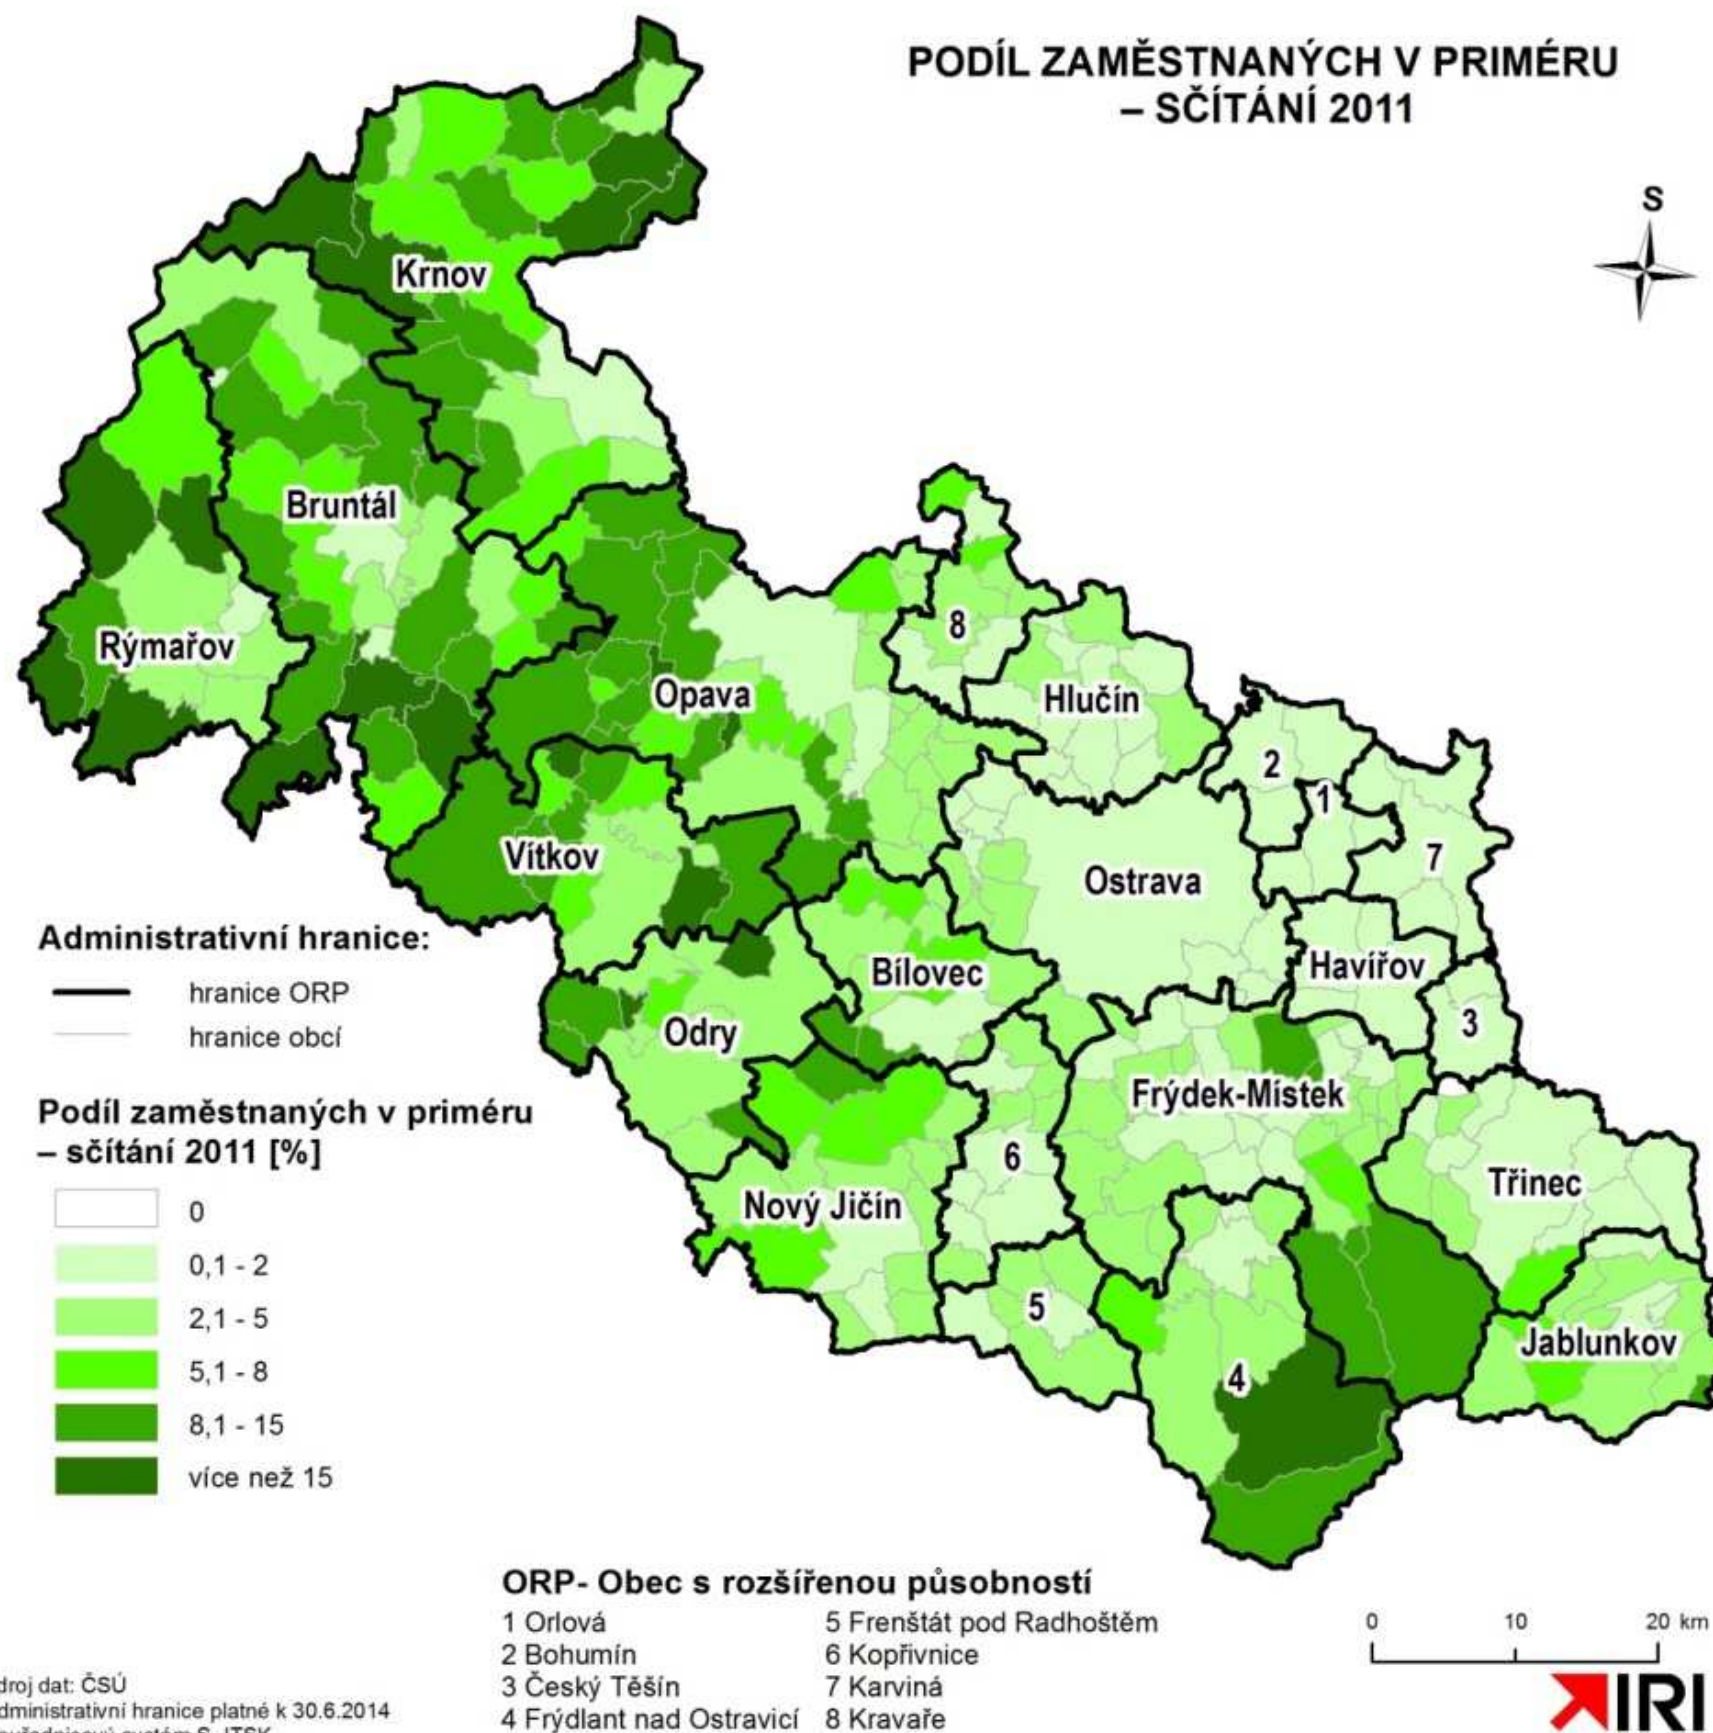 PODÍL ZAMĚSTNANÝCH V PRIMÉRU
– SČÍTÁNÍ 2011
S
Krnov
Bruntál
Rýmařov
8
Opava
Hlučín
2
1
7
Vítkov
Ostrava
Bílovec
Havířov
Odry
3
Frýdek-Místek
6
Třinec
Nový Jičín
5
4
Jablunkov
Administrativní hranice:
hranice ORP
hranice obcí
Podíl zaměstnaných v priméru
– sčítání 2011 [%]
0
0,1 - 2
2,1 - 5
5,1 - 8
8,1 - 15
více než 15
ORP- Obec s rozšířenou působností
1 Orlová
2 Bohumín
3 Český Těšín
4 Frýdlant nad Ostravicí
5 Frenštát pod Radhoštěm
6 Kopřivnice
7 Karviná
8 Kravaře
0 10 20 km
IRI
droj dat: ČSÚ
dministrativní hranice platné k 30.6.2014